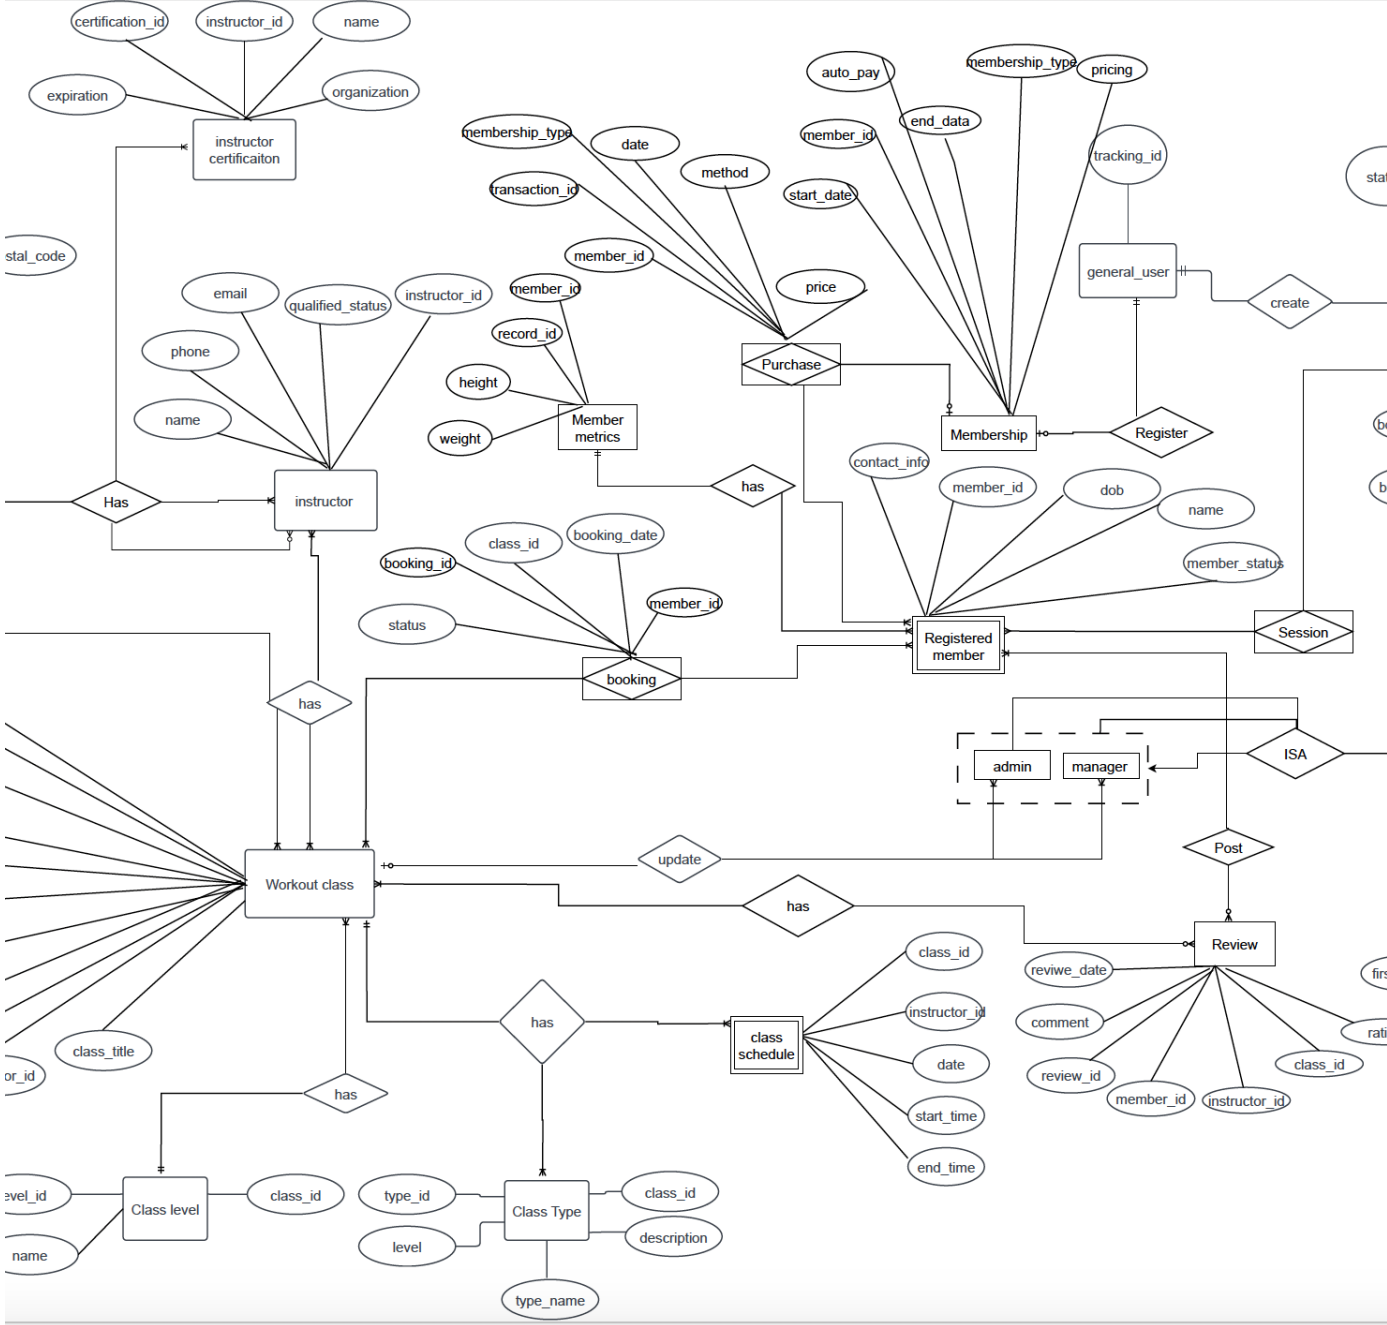 certification_id
instructor_id
name
expiration
organization
instructor
certificaiton
auto_pay
membership_type
pricing
member_id
end_data
start_date
tracking_id
membership_type
date
method
transaction_id
member_id
price
stal_code
general_user
create
email
qualified_status
instructor_id
phone
name
member_id
record_id
height
weight
Member
metrics
Purchase
Membership
Register
Has
instructor
has
contact_info
member_id
dob
name
member_status
booking_id
class_id
booking_date
member_id
status
booking
Registered
member
Session
has
admin
manager
ISA
update
Post
Workout class
has
Review
reviwe_date
comment
review_id
member_id
instructor_id
class_id
rati
firs
stat
b
class_title
or_id
has
class
schedule
class_id
instructor_id
date
start_time
end_time
has
evel_id
Class level
class_id
name
type_id
Class Type
class_id
level
description
type_name